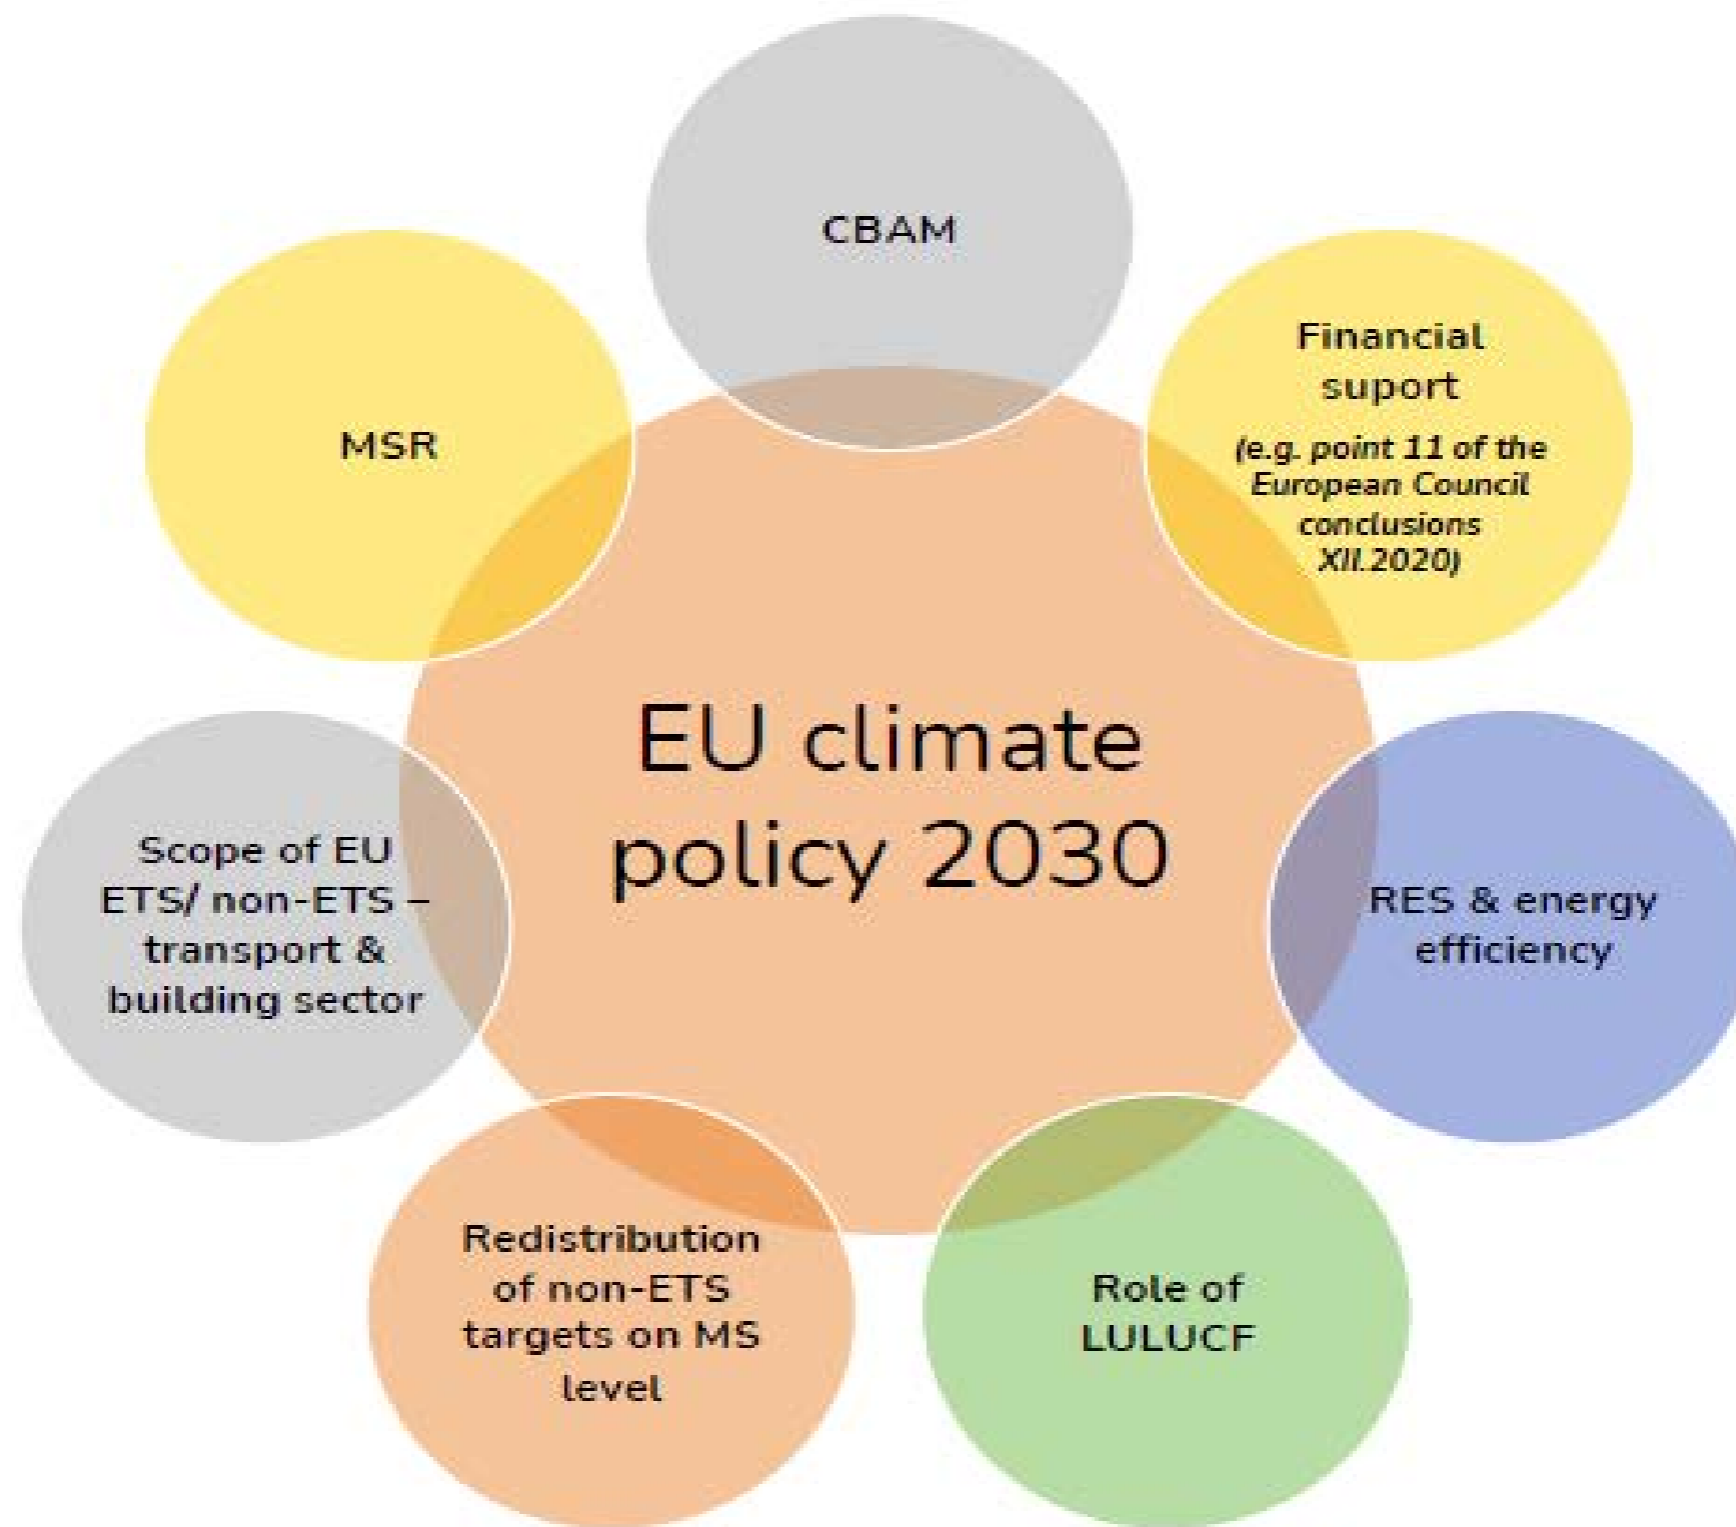 CBAM
Financial
suport
(e.g. point 11 of the
European Council
conclusions
XII.2020)
MSR
EU climate
policy 2030
Scope of EU
ETS/ non-ETS –
transport &
building sector
RES & energy
efficiency
Redistribution
of non-ETS
targets on MS
level
Role of
LULUCF